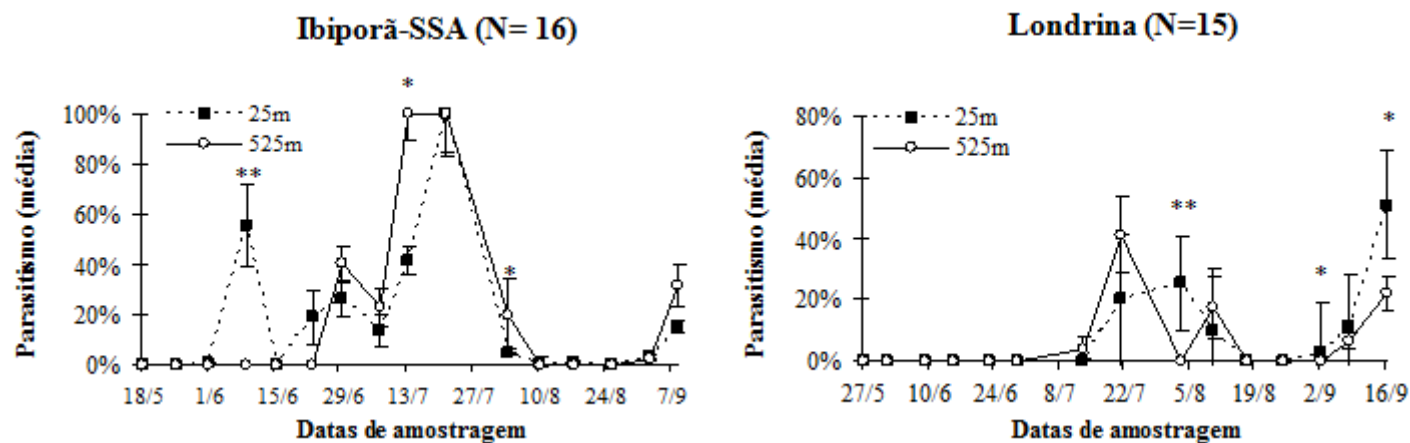 Ibiporã-SSA (N= 16)
**
*
*
25m
525m
100%
80%
60%
40%
20%
0%
Parasitismo (média)
18/5 1/6 15/6 29/6 13/7 27/7 10/8 24/8 7/9
Datas de amostragem
Londrina (N=15)
**
*
*
25m
525m
80%
60%
40%
20%
0%
Parasitismo (média)
27/5 10/6 24/6 8/7 22/7 5/8 19/8 2/9 16/9
Datas de amostragem